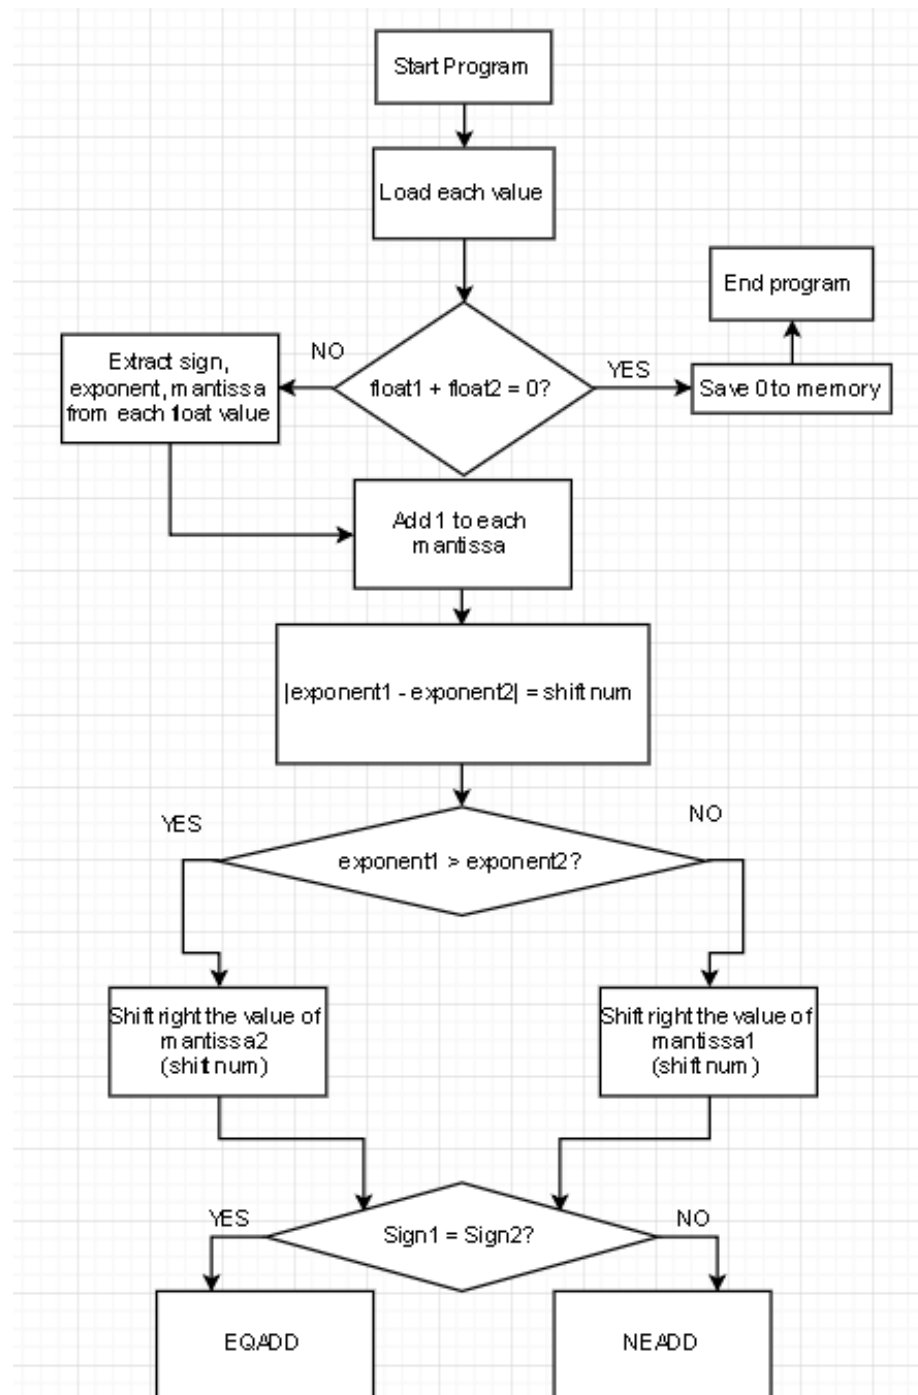 Start Program
Load each value
End program
NO
Extract sign,
exponent, mantissa
from each float value
float1 + float2 = 0?
YES
Save 0 to memory
Add 1 to each
mantissa
|exponent1 - exponent2| = shift num
YES
NO
exponent1 > exponent2?
Shift right the value of
mantissa2
(shift num)
Shift right the value of
mantissa1
(shift num)
YES
Sign1 = Sign2?
NO
EQADD
NEADD